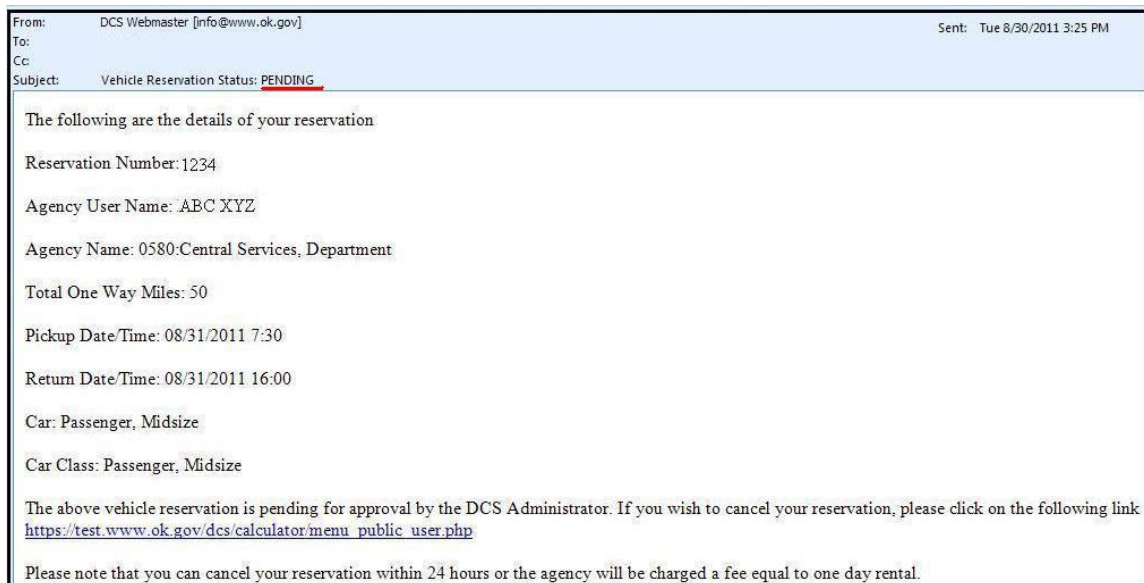 From: DCS Webmaster [info@www.ok.gov] Sent: Tue 8/30/2011 3:25 PM
To:
Cc:
Subject: Vehicle Reservation Status: PENDING
The following are the details of your reservation
Reservation Number:1234
Agency User Name: ABC XYZ
Agency Name: 0580:Central Services, Department
Total One Way Miles: 50
Pickup Date/Time: 08/31/2011 7:30
Return Date/Time: 08/31/2011 16:00
Car: Passenger, Midsize
Car Class: Passenger, Midsize
The above vehicle reservation is pending for approval by the DCS Administrator. If you wish to cancel your reservation, please click on the following link
https://test.www.ok.gov/dcs/calculator/menu_public_user.php
Please note that you can cancel your reservation within 24 hours or the agency will be charged a fee equal to one day rental.